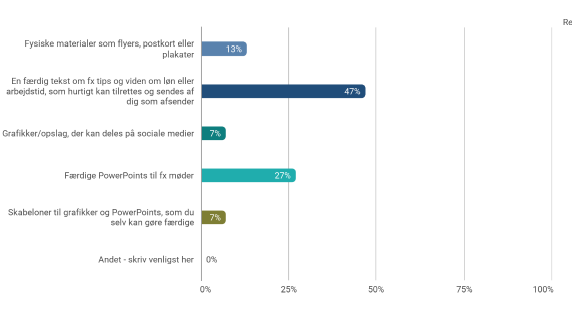 Re
Fysiske materialer som flyers, postkort eller
plakater
13%
En færdig tekst om fx tips og viden om løn eller
arbejdstid, som hurtigt kan tilrettes og sendes af
dig som afsender
47%
Grafikker/opslag, der kan deles på sociale medier
7%
Færdige PowerPoints til fx møder
27%
Skabeloner til grafikker og PowerPoints, som du
selv kan gøre færdige
7%
Andet - skriv venligst her
0%
0%
25%
50%
75%
100%